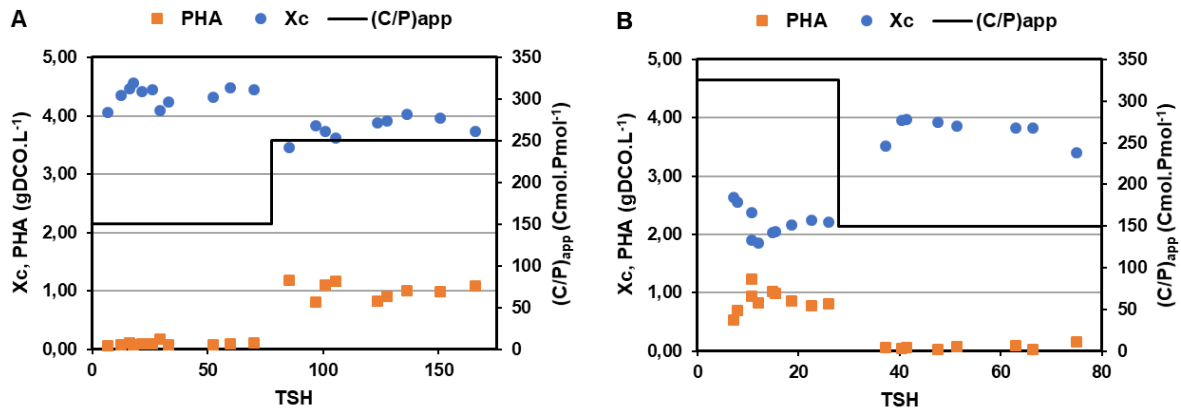 A
PHA Xc (C/P)app
Xc, PHA (gDCO.L-1)
5,00
4,00
3,00
2,00
1,00
0,00
350
300
250
200
150
100
50
0
(C/P)app (Cmol.Pmol-1)
0 50 100 150
TSH
B
PHA Xc (C/P)app
Xc, PHA (gDCO.L-1)
5,00
4,00
3,00
2,00
1,00
0,00
350
300
250
200
150
100
50
0
(C/P)app (Cmol.Pmol-1)
0 20 40 60 80
TSH